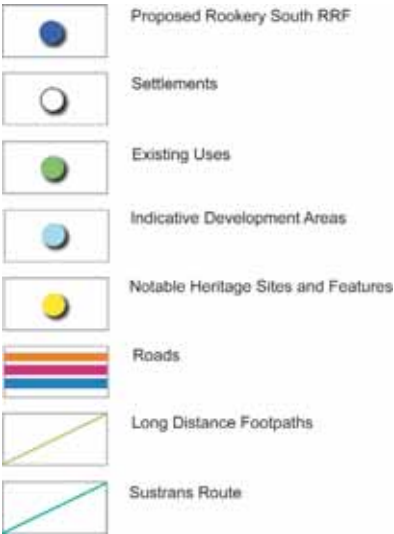 Proposed Rookery South RRF
Settlements
Existing Uses
Indicative Development Areas
Notable Heritage Sites and Features
Roads
Long Distance Footpaths
Sustrans Route